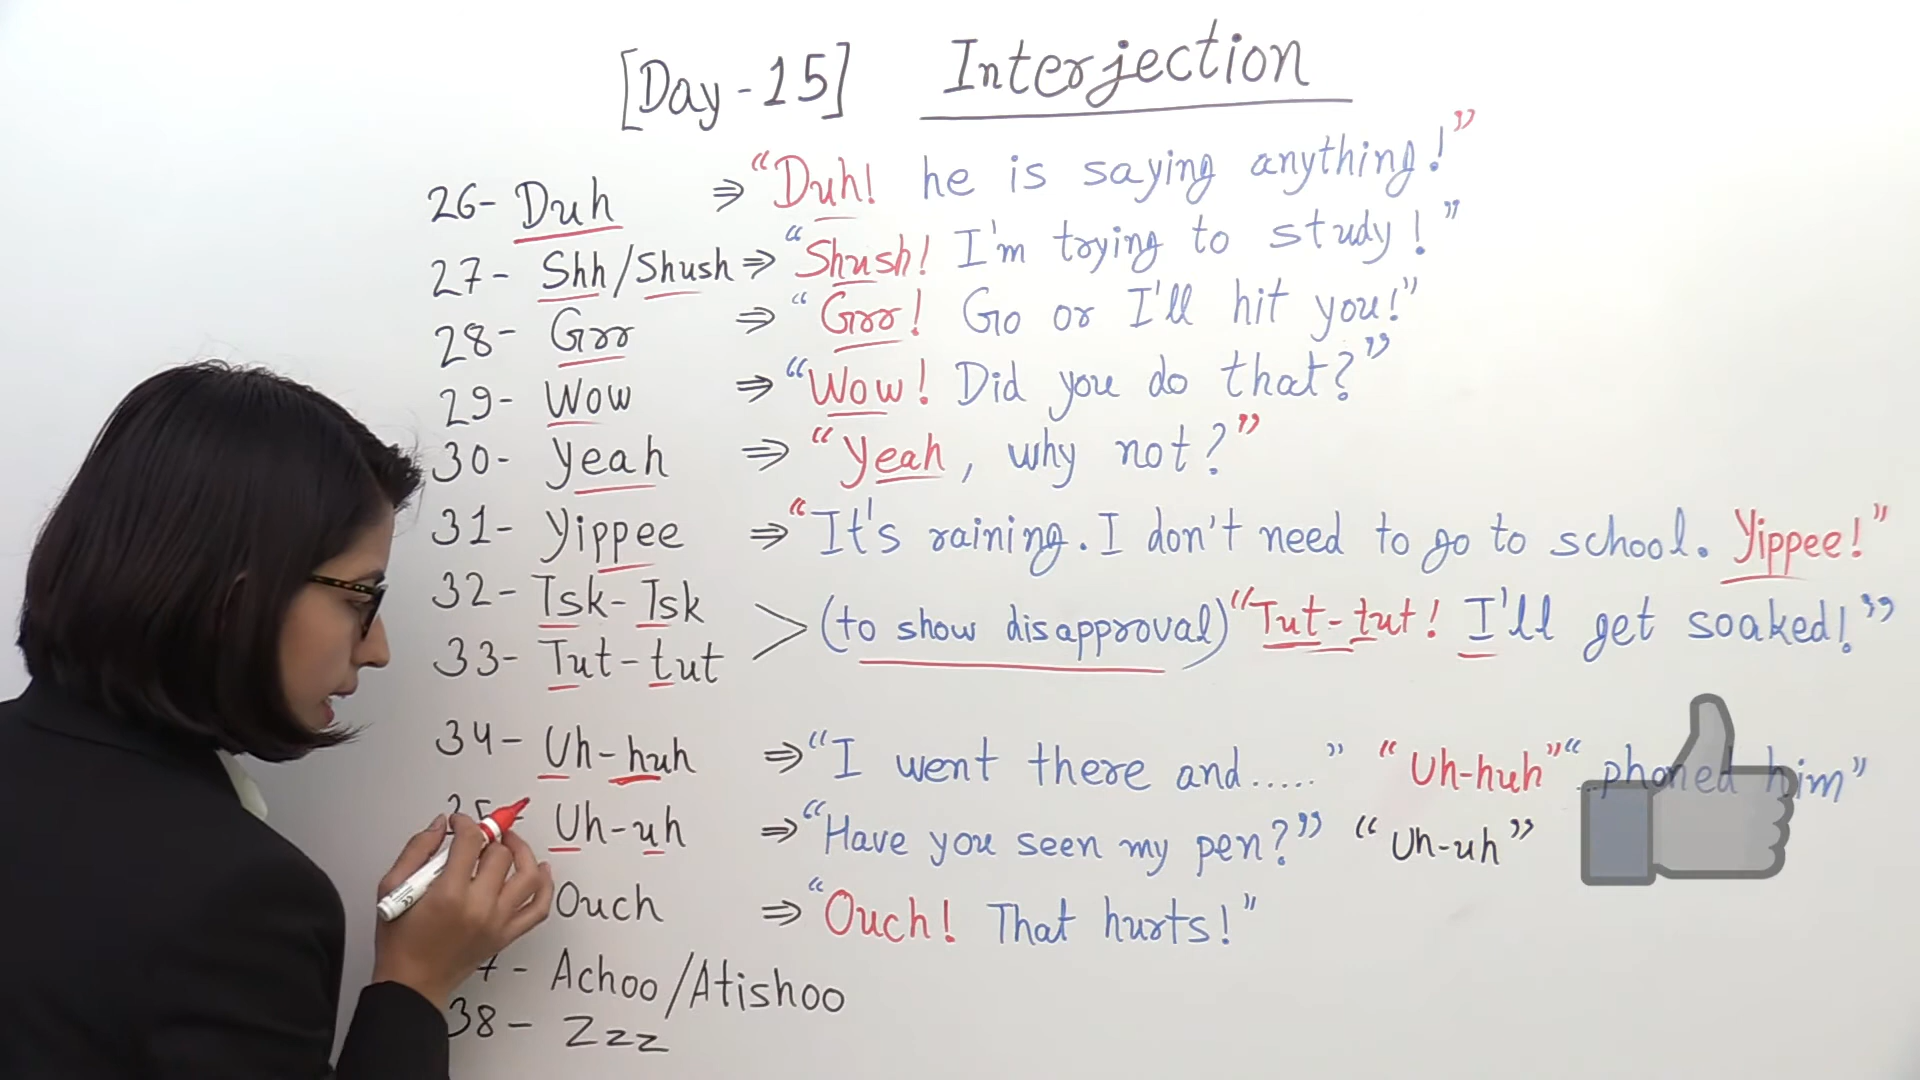 [Day-15] Interjection
26- Duh ⇒ “Duh! he is saying anything!”
27- Shh/Shush ⇒ “Shush! I'm trying to study!”
28- Grr ⇒ “Grr! Go or I'll hit you!”
29- Wow ⇒ “Wow! Did you do that?”
30- Yeah ⇒ “Yeah, why not?”
31- Yippee ⇒ “It's raining. I don't need to go to school. Yippee!”
32- Tsk-Tsk
33- Tut-tut > (to show disapproval) “Tut-tut! I'll get soaked!”
34- Uh-huh ⇒ “I went there and.....” “Uh-huh” “..phoned him”
35- Uh-uh ⇒ “Have you seen my pen?” “Uh-uh”
Ouch ⇒ “Ouch! That hurts!”
7- Achoo/Atishoo
38- Zzz